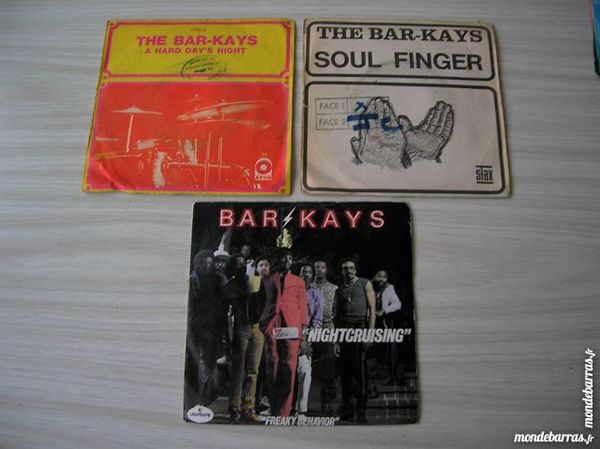 THE BAR-KAYS
A HARD DAY'S NIGHT
ATCO
THE BAR-KAYS
SOUL FINGER
FACE 1
FACE 2
STAX
BAR KAYS
"NIGHTCRUISING"
"FREAKY BEHAVIOR"
mondebarras.fr
mondebarras.fr